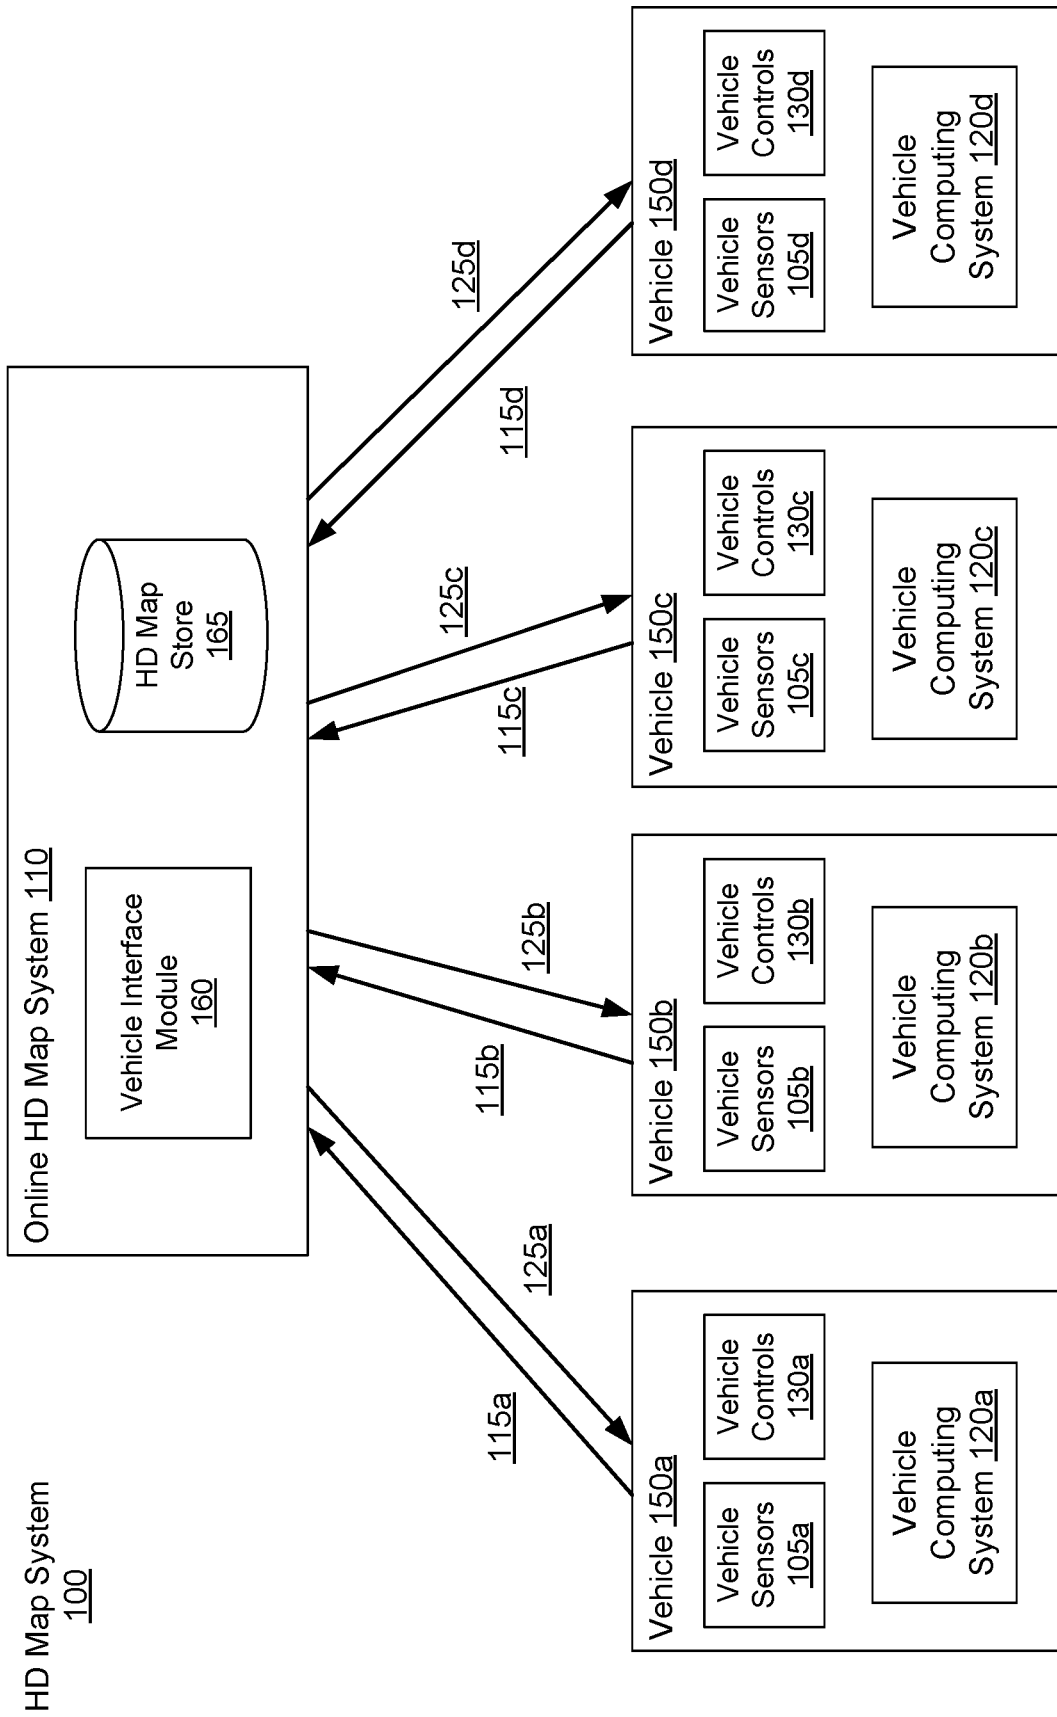 HD Map System
100
Online HD Map System 110
Vehicle Interface
Module
160
HD Map
Store
165
115a
125a
115b
125b
115c
125c
115d
125d
Vehicle 150a
Vehicle
Sensors
105a
Vehicle
Controls
130a
Vehicle
Computing
System 120a
Vehicle 150b
Vehicle
Sensors
105b
Vehicle
Controls
130b
Vehicle
Computing
System 120b
Vehicle 150c
Vehicle
Sensors
105c
Vehicle
Controls
130c
Vehicle
Computing
System 120c
Vehicle 150d
Vehicle
Sensors
105d
Vehicle
Controls
130d
Vehicle
Computing
System 120d